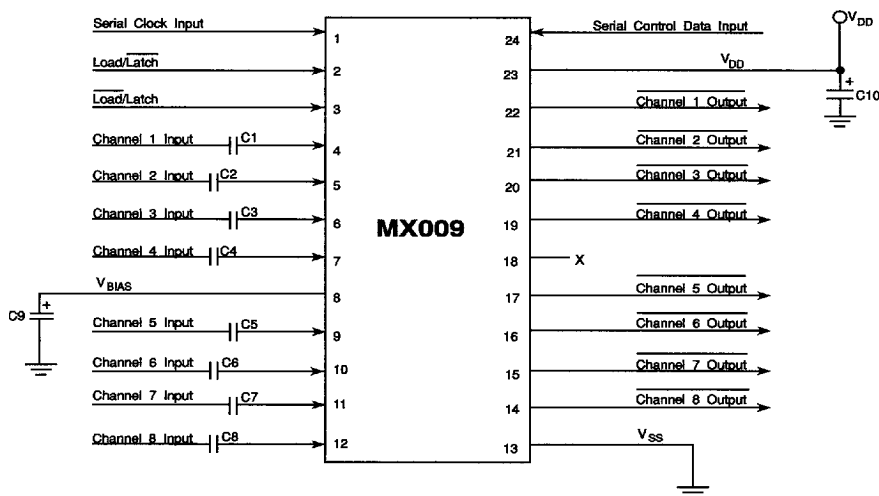 Serial Clock Input
1
Load/Latch
2
Load/Latch
3
Channel 1 Input
C1
4
Channel 2 Input
C2
5
Channel 3 Input
C3
6
Channel 4 Input
C4
7
VBIAS
8
C9
+
Channel 5 Input
C5
9
Channel 6 Input
C6
10
Channel 7 Input
C7
11
Channel 8 Input
C8
12
MX009
24
Serial Control Data Input
VDD
23
VDD
+
C10
22
Channel 1 Output
21
Channel 2 Output
20
Channel 3 Output
19
Channel 4 Output
18
X
17
Channel 5 Output
16
Channel 6 Output
15
Channel 7 Output
14
Channel 8 Output
13
VSS